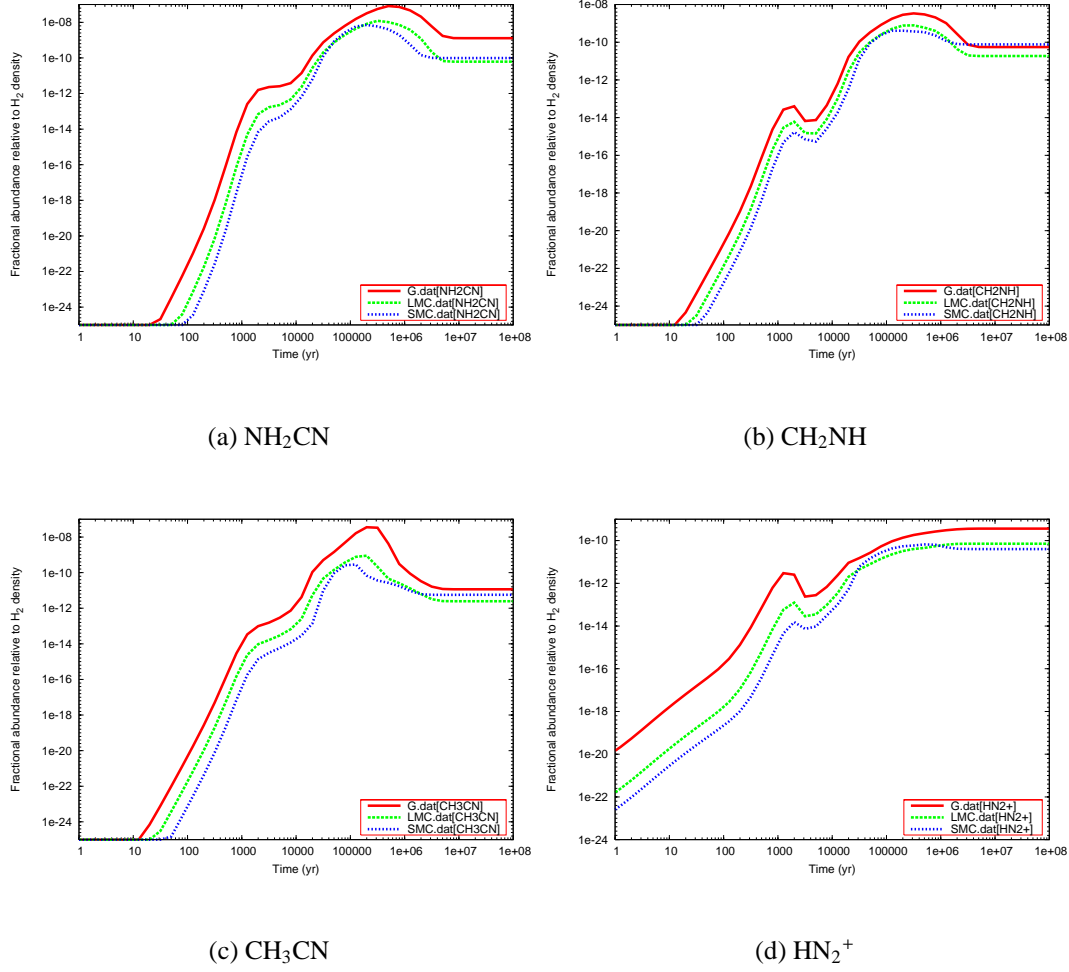 1e-08
1e-10
1e-12
1e-14
1e-16
1e-18
1e-20
1e-22
1e-24
Fractional abundance relative to H₂ density
1 10 100 1000 10000 100000 1e+06 1e+07 1e+08
Time (yr)
G.dat[NH2CN]
LMC.dat[NH2CN]
SMC.dat[NH2CN]
(a) NH₂CN
1e-08
1e-10
1e-12
1e-14
1e-16
1e-18
1e-20
1e-22
1e-24
Fractional abundance relative to H₂ density
1 10 100 1000 10000 100000 1e+06 1e+07 1e+08
Time (yr)
G.dat[CH2NH]
LMC.dat[CH2NH]
SMC.dat[CH2NH]
(b) CH₂NH
1e-08
1e-10
1e-12
1e-14
1e-16
1e-18
1e-20
1e-22
1e-24
Fractional abundance relative to H₂ density
1 10 100 1000 10000 100000 1e+06 1e+07 1e+08
Time (yr)
G.dat[CH3CN]
LMC.dat[CH3CN]
SMC.dat[CH3CN]
(c) CH₃CN
1e-10
1e-12
1e-14
1e-16
1e-18
1e-20
1e-22
1e-24
Fractional abundance relative to H₂ density
1 10 100 1000 10000 100000 1e+06 1e+07 1e+08
Time (yr)
G.dat[HN2+]
LMC.dat[HN2+]
SMC.dat[HN2+]
(d) HN₂⁺